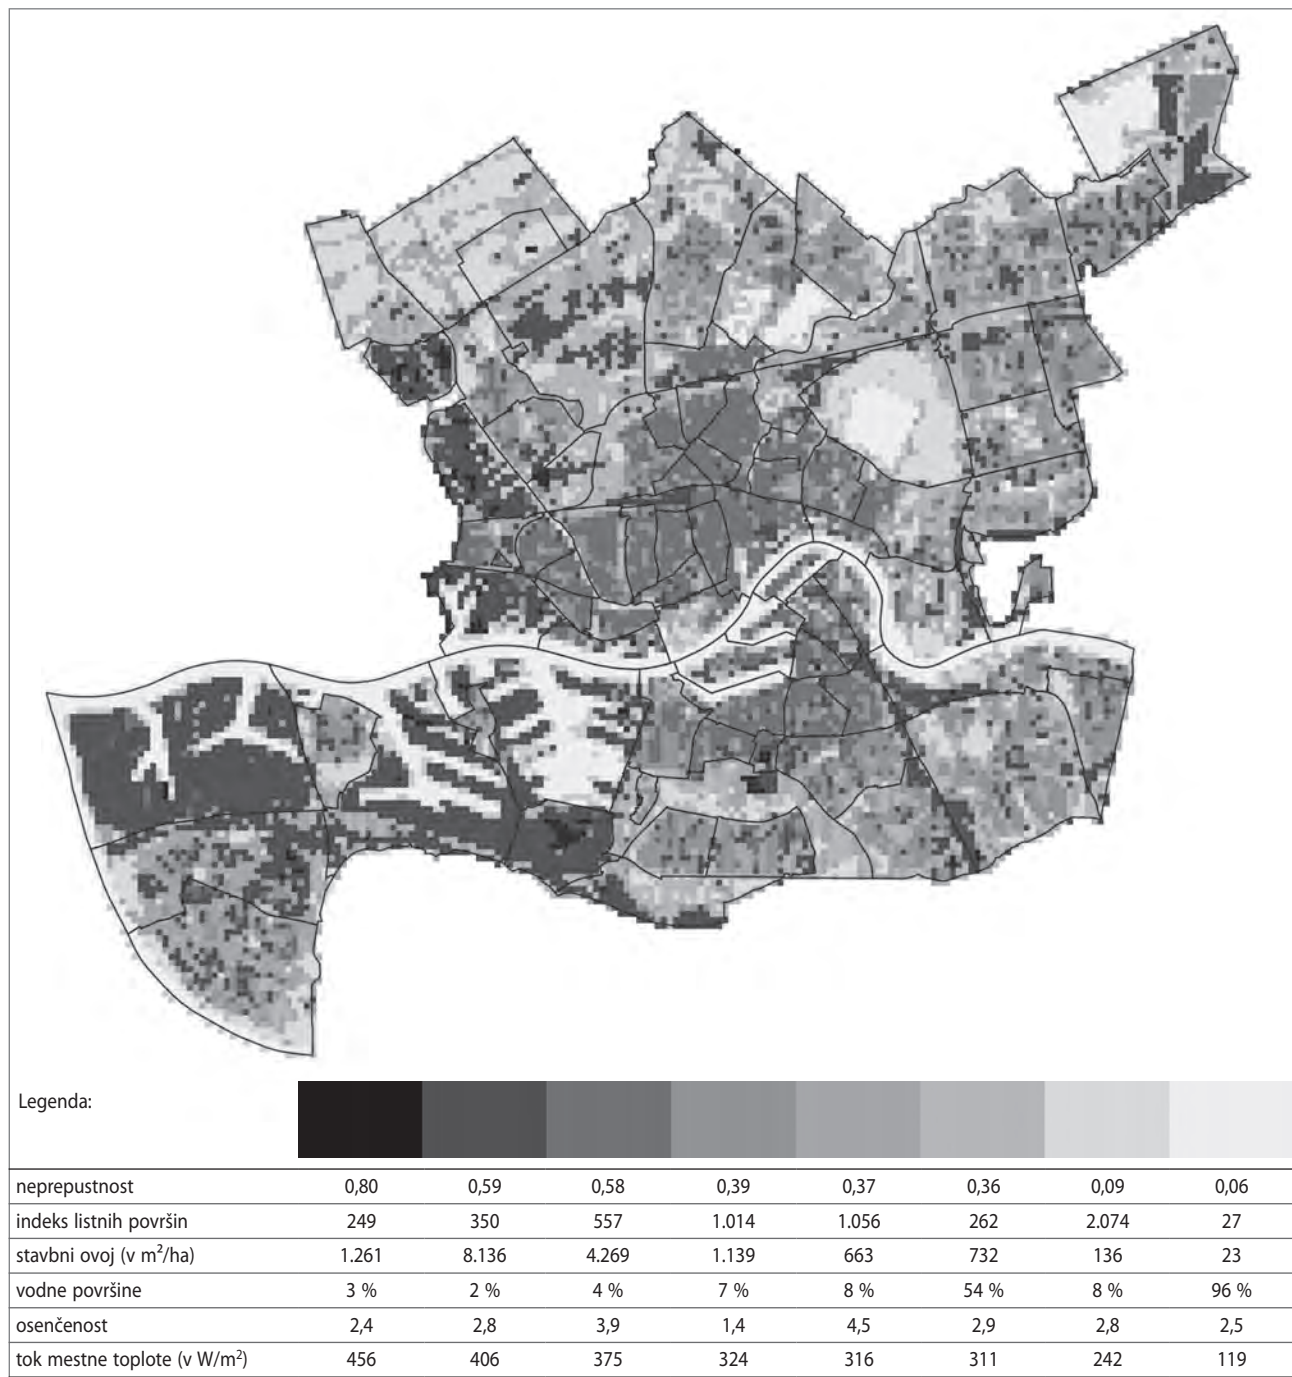 Legenda:
neprepustnost 0,80 0,59 0,58 0,39 0,37 0,36 0,09 0,06
indeks listnih površin 249 350 557 1.014 1.056 262 2.074 27
stavbni ovoj (v m²/ha) 1.261 8.136 4.269 1.139 663 732 136 23
vodne površine 3 % 2 % 4 % 7 % 8 % 54 % 8 % 96 %
osenčenost 2,4 2,8 3,9 1,4 4,5 2,9 2,8 2,5
tok mestne toplote (v W/m²) 456 406 375 324 316 311 242 119